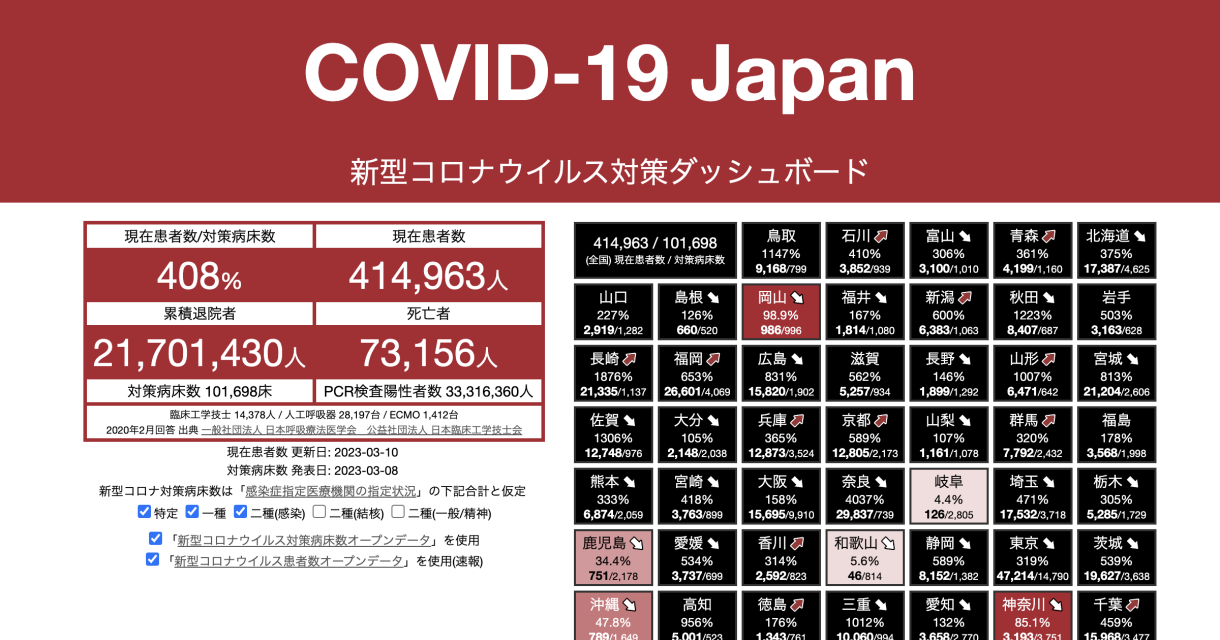 COVID-19 Japan
新型コロナウイルス対策ダッシュボード
現在患者数/対策病床数
現在患者数
408%
414,963人
累積退院者
死亡者
21,701,430人
73,156人
対策病床数 101,698床
PCR検査陽性者数 33,316,360人
臨床工学技士 14,378人 / 人工呼吸器 28,197台 / ECMO 1,412台
2020年2月回答 出典 一般社団法人 日本呼吸療法医学会　公益社団法人 日本臨床工学技士会
現在患者数 更新日: 2023-03-10
対策病床数 発表日: 2023-03-08
新型コロナ対策病床数は「感染症指定医療機関の指定状況」の下記合計と仮定
特定 一種 二種(感染) 二種(結核) 二種(一般/精神)
「新型コロナウイルス対策病床数オープンデータ」を使用
「新型コロナウイルス患者数オープンデータ」を使用(速報)
414,963 / 101,698
(全国) 現在患者数 / 対策病床数
鳥取
1147%
9,168/799
石川
410%
3,852/939
富山
306%
3,100/1,010
青森
361%
4,199/1,160
北海道
375%
17,387/4,625
山口
227%
2,919/1,282
島根
126%
660/520
岡山
98.9%
986/996
福井
167%
1,814/1,080
新潟
600%
6,383/1,063
秋田
1223%
8,407/687
岩手
503%
3,163/628
長崎
1876%
21,335/1,137
福岡
653%
26,601/4,069
広島
831%
15,820/1,902
滋賀
562%
5,257/934
長野
146%
1,899/1,292
山形
1007%
6,471/642
宮城
813%
21,204/2,606
佐賀
1306%
12,748/976
大分
105%
2,148/2,038
兵庫
365%
12,873/3,524
京都
589%
12,805/2,173
山梨
107%
1,161/1,078
群馬
320%
7,792/2,432
福島
178%
3,568/1,998
熊本
333%
6,874/2,059
宮崎
418%
3,763/899
大阪
158%
15,695/9,910
奈良
4037%
29,837/739
岐阜
4.4%
126/2,805
埼玉
471%
17,532/3,718
栃木
305%
5,285/1,729
鹿児島
34.4%
751/2,178
愛媛
534%
3,737/699
香川
314%
2,592/823
和歌山
5.6%
46/814
静岡
589%
8,152/1,382
東京
319%
47,214/14,790
茨城
539%
19,627/3,638
沖縄
47.8%
789/1,649
高知
956%
5,001/523
徳島
176%
1,343/761
三重
1012%
10,060/994
愛知
132%
3,658/2,770
神奈川
85.1%
3,193/3,751
千葉
459%
15,968/3,477